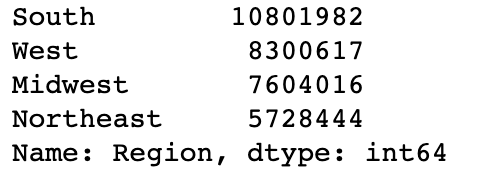 South        10801982
West          8300617
Midwest       7604016
Northeast     5728444
Name: Region, dtype: int64